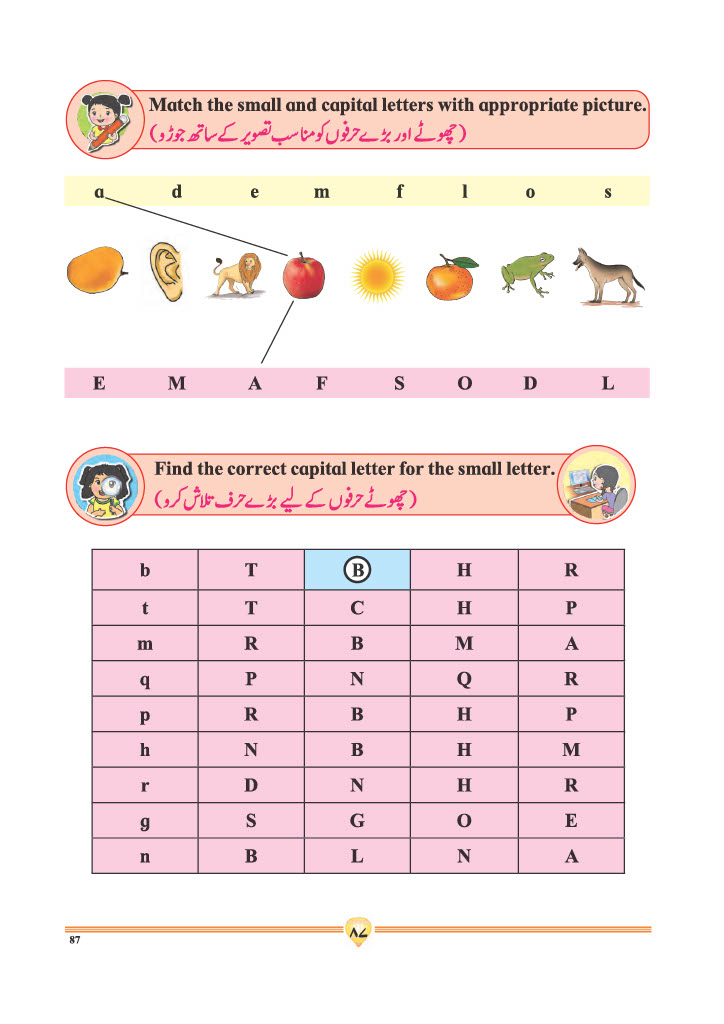 Match the small and capital letters with appropriate picture.
(چھوٹے اور بڑے حرفوں کو مناسب تصویر کے ساتھ جوڑو)
a d e m f l o s
E M A F S O D L
Find the correct capital letter for the small letter.
(چھوٹے حرفوں کے لیے بڑے حرف تلاش کرو)
b T B H R
t T C H P
m R B M A
q P N Q R
p R B H P
h N B H M
r D N H R
g S G O E
n B L N A
۸۷
87